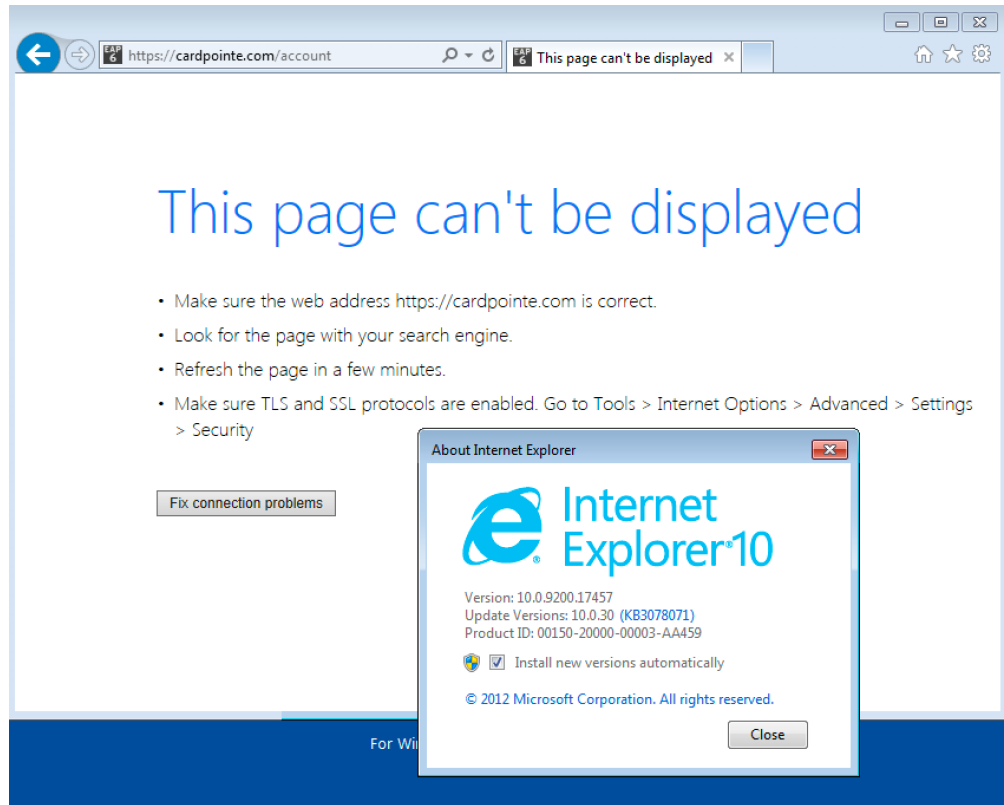 https://cardpointe.com/account
EAP 6 This page can't be displayed
This page can't be displayed
• Make sure the web address https://cardpointe.com is correct.
• Look for the page with your search engine.
• Refresh the page in a few minutes.
• Make sure TLS and SSL protocols are enabled. Go to Tools > Internet Options > Advanced > Settings
> Security
Fix connection problems
About Internet Explorer
Internet
Explorer®10
Version: 10.0.9200.17457
Update Versions: 10.0.30 (KB3078071)
Product ID: 00150-20000-00003-AA459
Install new versions automatically
© 2012 Microsoft Corporation. All rights reserved.
Close
For Wi